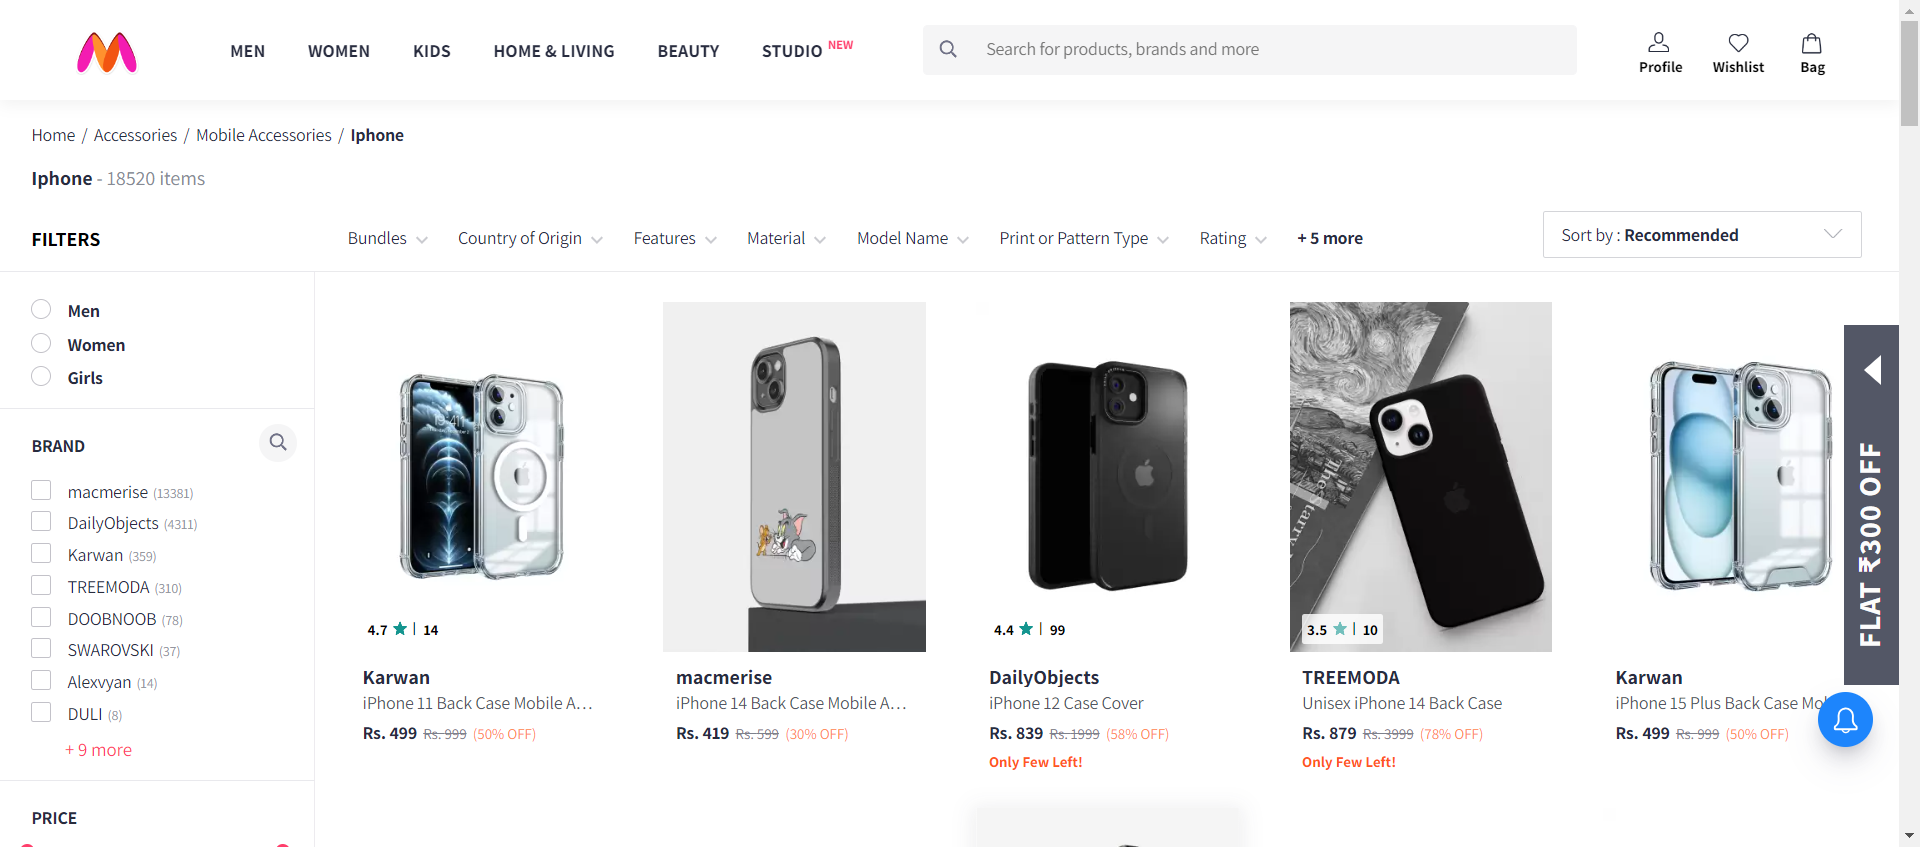 MEN WOMEN KIDS HOME & LIVING BEAUTY STUDIO NEW
Search for products, brands and more
Profile Wishlist Bag
Home / Accessories / Mobile Accessories / Iphone
Iphone - 18520 items
FILTERS
Bundles Country of Origin Features Material Model Name Print or Pattern Type Rating + 5 more
Sort by : Recommended
Men
Women
Girls
BRAND
macmerise (13381)
DailyObjects (4311)
Karwan (359)
TREEMODA (310)
DOOBNOOB (78)
SWAROVSKI (37)
Alexvyan (14)
DULI (8)
+ 9 more
PRICE
4.7 ★ | 14
Karwan
iPhone 11 Back Case Mobile A...
Rs. 499 Rs. 999 (50% OFF)
macmerise
iPhone 14 Back Case Mobile A...
Rs. 419 Rs. 599 (30% OFF)
4.4 ★ | 99
DailyObjects
iPhone 12 Case Cover
Rs. 839 Rs. 1999 (58% OFF)
Only Few Left!
The Starry
3.5 ★ | 10
TREEMODA
Unisex iPhone 14 Back Case
Rs. 879 Rs. 3999 (78% OFF)
Only Few Left!
Karwan
iPhone 15 Plus Back Case Mo
Rs. 499 Rs. 999 (50% OFF)
FLAT ₹300 OFF